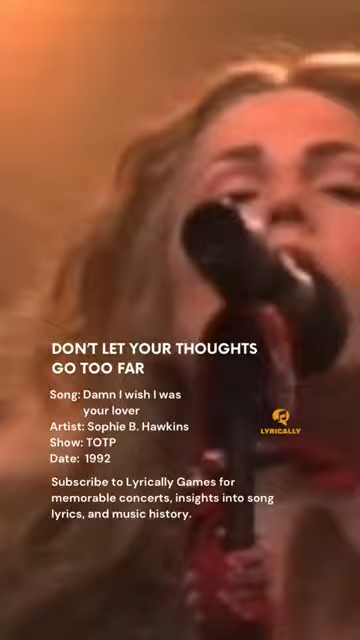 DON'T LET YOUR THOUGHTS
GO TOO FAR
Song: Damn I wish I was
your lover
Artist: Sophie B. Hawkins
Show: TOTP
Date: 1992
LYRICALLY
Subscribe to Lyrically Games for
memorable concerts, insights into song
lyrics, and music history.